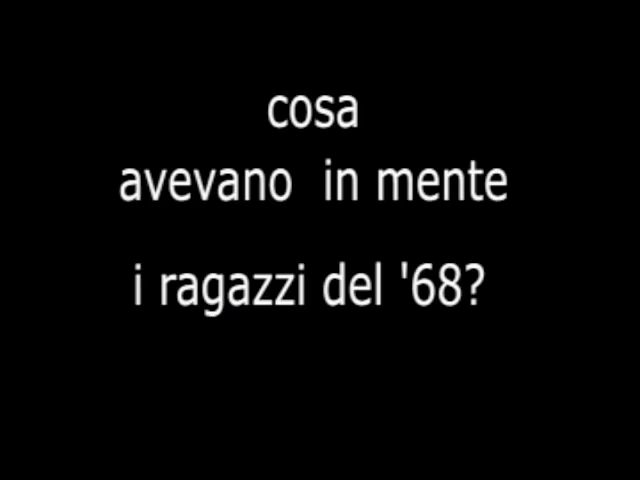 cosa
avevano in mente
i ragazzi del '68?